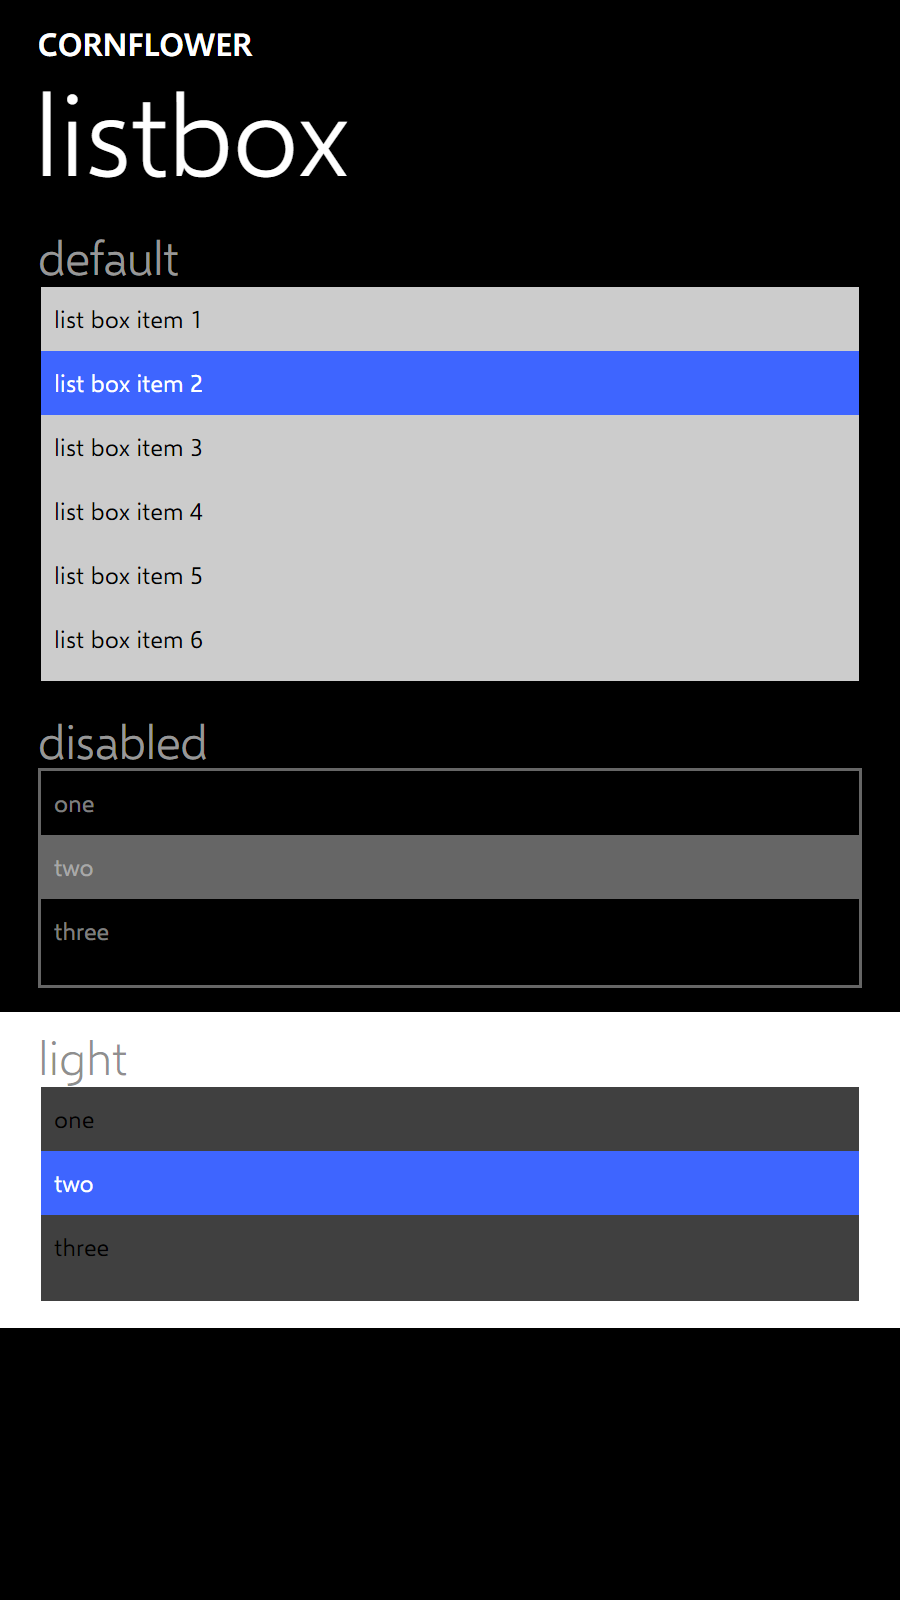 CORNFLOWER
listbox
default
list box item 1
list box item 2
list box item 3
list box item 4
list box item 5
list box item 6
disabled
one
two
three
light
one
two
three